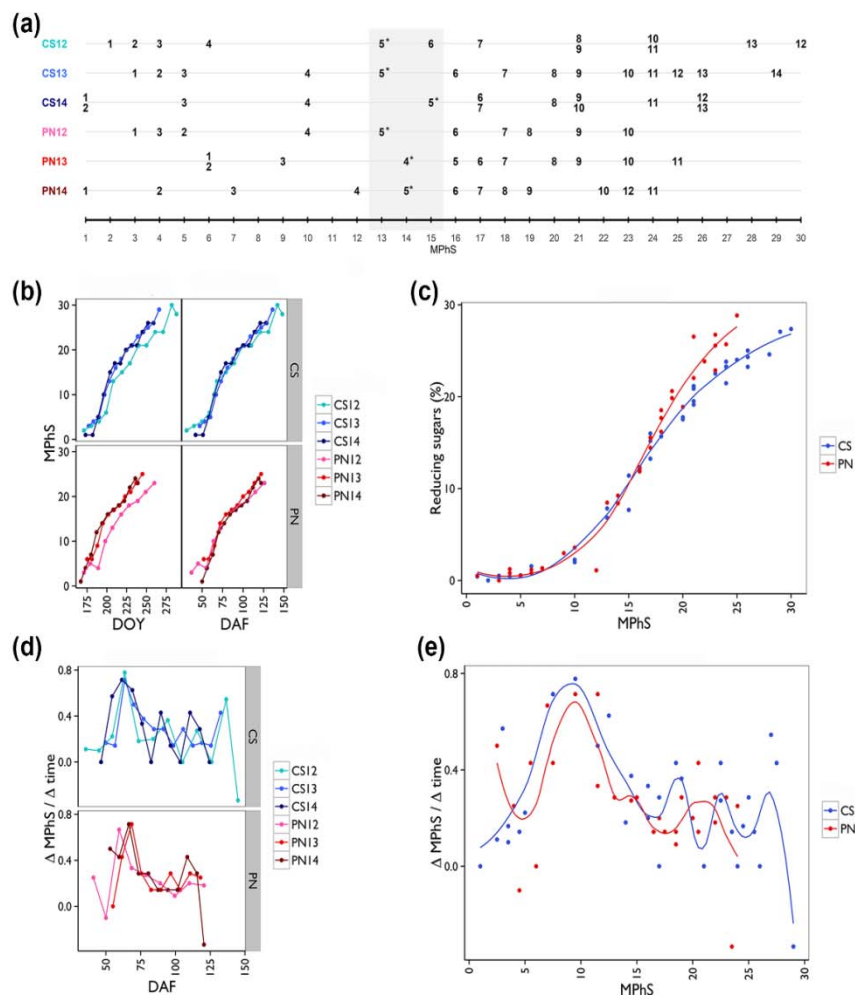 (a)
8 10
CS12 1 2 3 4 5* 6 7 13 12
9 11
CS13 1 2 3 4 5* 6 7 8 9 10 11 12 13 14
1 6 9 12
CS14 3 4 5* 8 11
2 7 10 13
PN12 1 3 2 4 5* 6 7 8 9 10
1
PN13 3 4* 5 6 7 8 9 10 11
2
PN14 1 2 3 4 5* 6 7 8 9 10 12 11
1 2 3 4 5 6 7 8 9 10 11 12 13 14 15 16 17 18 19 20 21 22 23 24 25 26 27 28 29 30
MPhS
(b)
MPhS
30
20
10
0
CS
30
20
10
0
PN
175 200 225 250 275
50 75 100 125 150
DOY DAF
CS12
CS13
CS14
PN12
PN13
PN14
(c)
Reducing sugars (%)
30
20
10
0
0 5 10 15 20 25 30
MPhS
CS
PN
(d)
Δ MPhS / Δ time
0.8
0.4
0.0
CS
0.8
0.4
0.0
PN
50 75 100 125 150
DAF
CS12
CS13
CS14
PN12
PN13
PN14
(e)
Δ MPhS / Δ time
0.8
0.4
0.0
0 5 10 15 20 25 30
MPhS
CS
PN